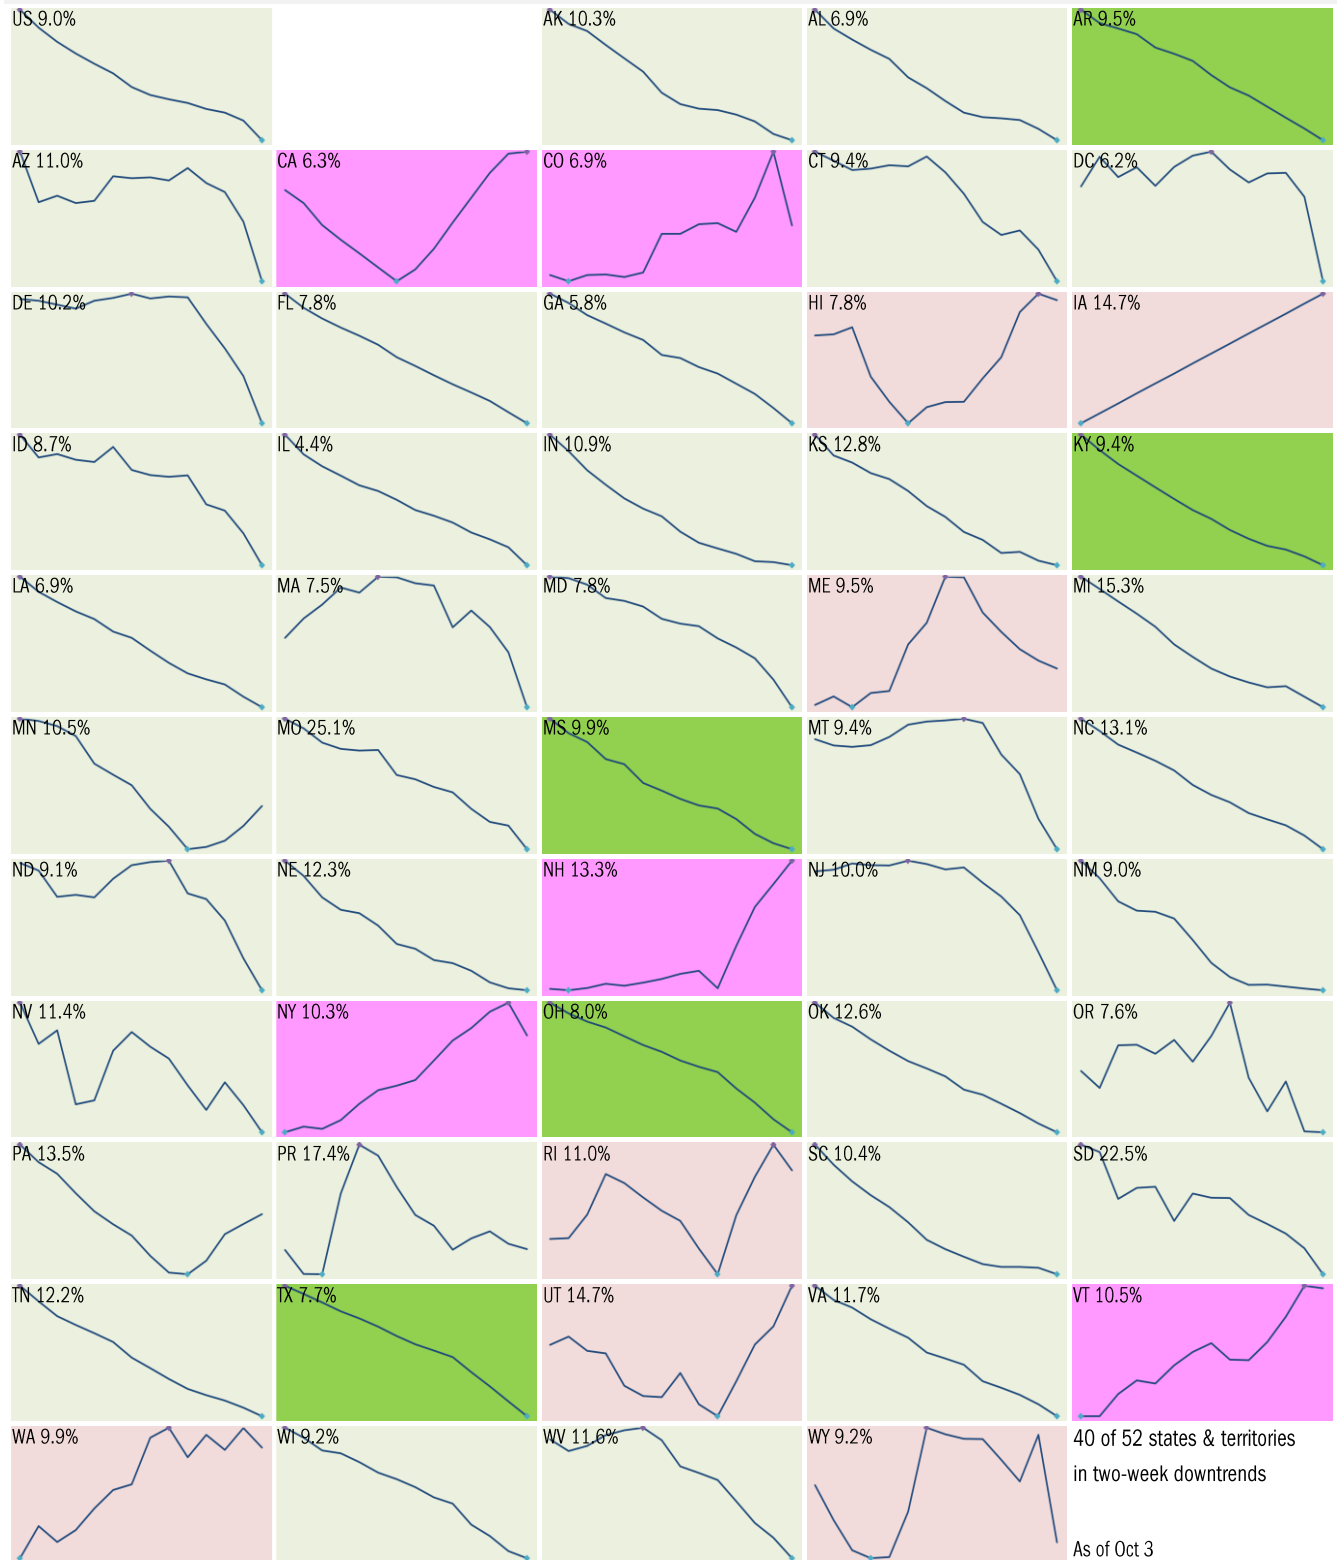 US 9.0%
AK 10.3%
AL 6.9%
AR 9.5%
AZ 11.0%
CA 6.3%
CO 6.9%
CT 9.4%
DC 6.2%
DE 10.2%
FL 7.8%
GA 5.8%
HI 7.8%
IA 14.7%
ID 8.7%
IL 4.4%
IN 10.9%
KS 12.8%
KY 9.4%
LA 6.9%
MA 7.5%
MD 7.8%
ME 9.5%
MI 15.3%
MN 10.5%
MO 25.1%
MS 9.9%
MT 9.4%
NC 13.1%
ND 9.1%
NE 12.3%
NH 13.3%
NJ 10.0%
NM 9.0%
NV 11.4%
NY 10.3%
OH 8.0%
OK 12.6%
OR 7.6%
PA 13.5%
PR 17.4%
RI 11.0%
SC 10.4%
SD 22.5%
TN 12.2%
TX 7.7%
UT 14.7%
VA 11.7%
VT 10.5%
WA 9.9%
WI 9.2%
WV 11.6%
WY 9.2%
40 of 52 states & territories
in two-week downtrends
As of Oct 3